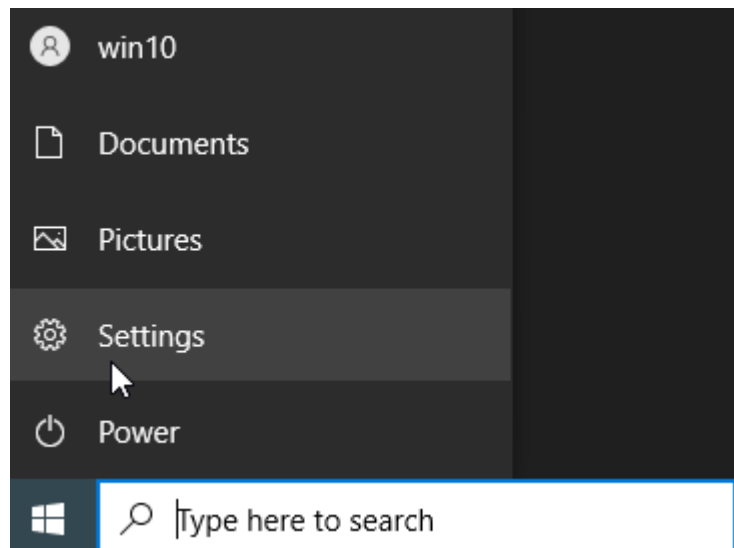 win10
Documents
Pictures
Settings
Power
Type here to search